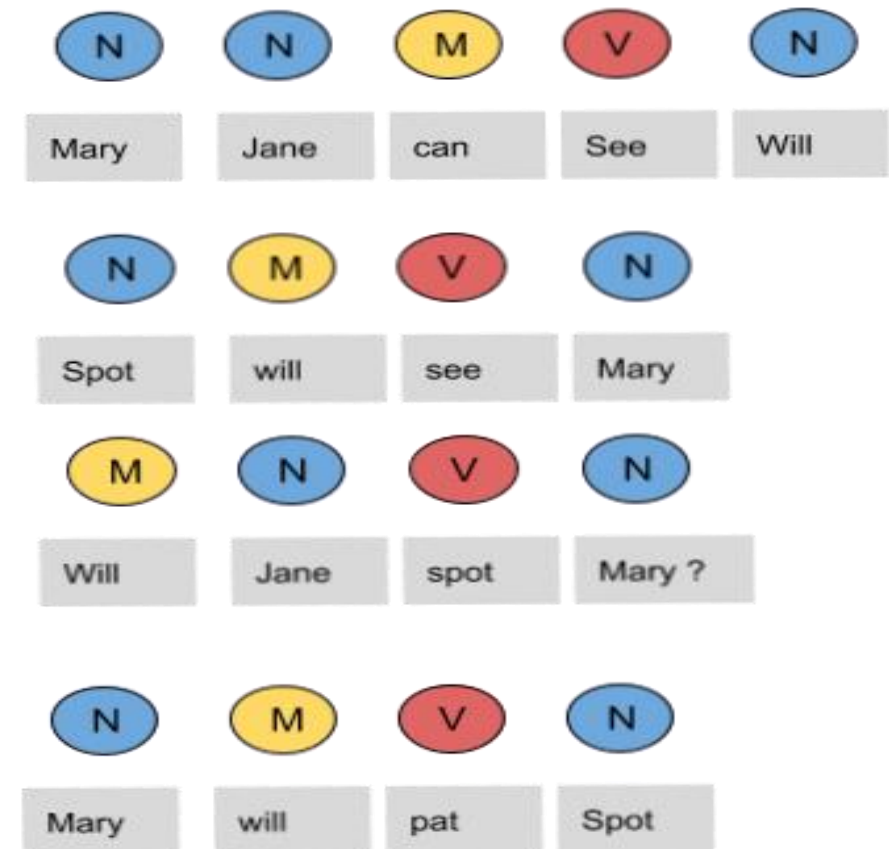 N N M V N
Mary Jane can See Will
N M V N
Spot will see Mary
M N V N
Will Jane spot Mary ?
N M V N
Mary will pat Spot